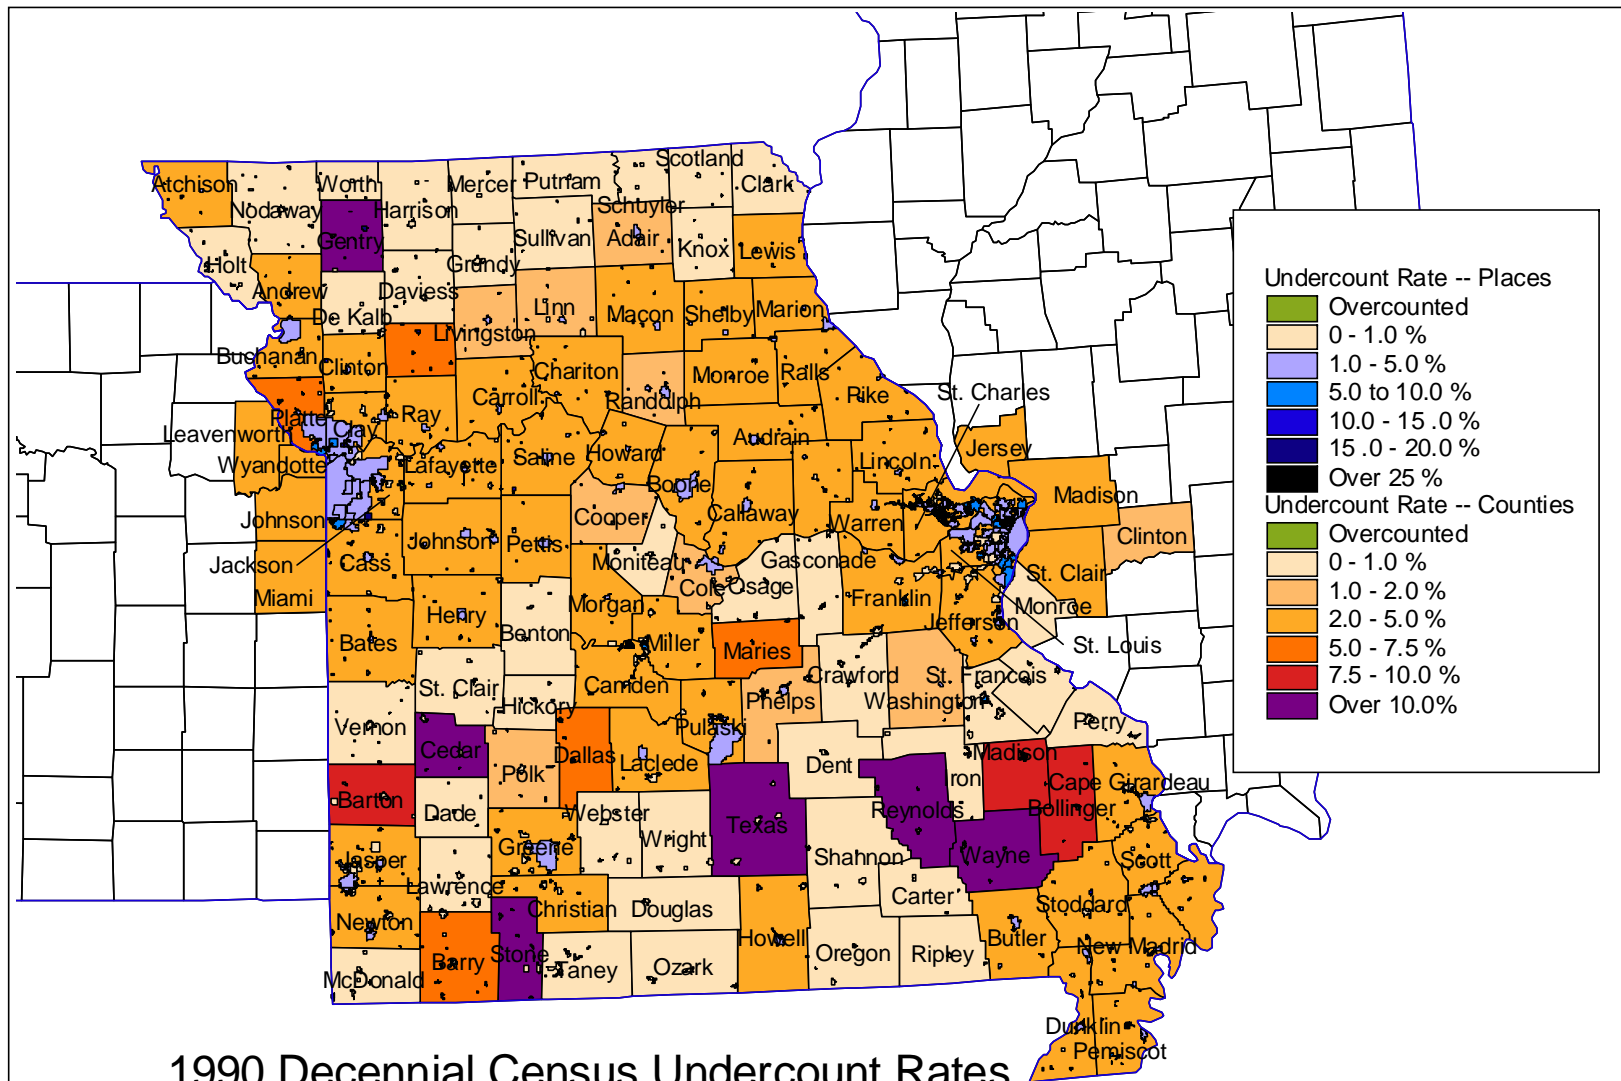 Scotland
Atchison Worth Mercer Putnam Clark
Nodaway Harrison Schuyler
Gentry Sullivan Adair Knox Lewis
Holt Grundy
Andrew Daviess
De Kalb Linn Macon Shelby Marion
Livingston
Buchanan Clinton
Chariton Monroe Ralls
Carroll Randolph Pike St. Charles
Platte Clay Ray
Leavenworth Audrain Jersey
Wyandotte Lafayette Saline Howard Lincoln
Boone Madison
Johnson Cooper Callaway Warren
Johnson Pettis Clinton
Jackson Cass Moniteau Gasconade
Cole Osage St. Clair
Miami Morgan Franklin Monroe
Henry Jefferson
Bates Benton Miller Maries St. Louis
St. Clair Camden Crawford St. Francois
Hickory Phelps Washington
Vernon Pulaski Perry
Cedar Dallas Laclede Dent Madison
Polk Iron Cape Girardeau
Barton Dade Webster Reynolds Bollinger
Wright Texas
Jasper Greene Shannon Wayne Scott
Lawrence Carter
Newton Christian Douglas Stoddard
Howell Butler New Madrid
Barry Stone Taney Ozark Oregon Ripley
McDonald
Dunklin
Pemiscot
Undercount Rate -- Places
Overcounted
0 - 1.0 %
1.0 - 5.0 %
5.0 to 10.0 %
10.0 - 15 .0 %
15 .0 - 20.0 %
Over 25 %
Undercount Rate -- Counties
Overcounted
0 - 1.0 %
1.0 - 2.0 %
2.0 - 5.0 %
5.0 - 7.5 %
7.5 - 10.0 %
Over 10.0%
1990 Decennial Census Undercount Rates